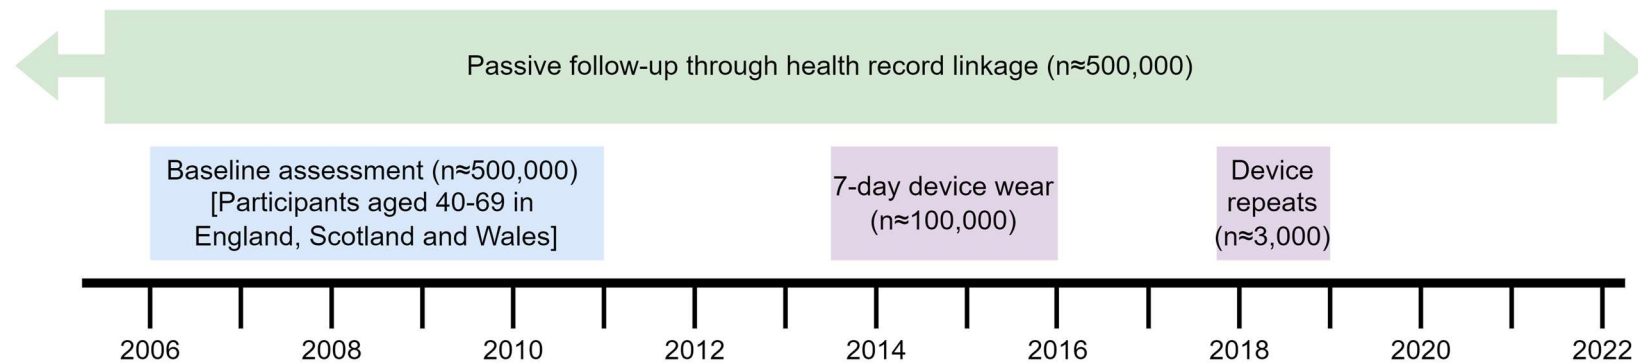 Passive follow-up through health record linkage (n≈500,000)
Baseline assessment (n≈500,000)
[Participants aged 40-69 in
England, Scotland and Wales]
7-day device wear
(n≈100,000)
Device
repeats
(n≈3,000)
2006 2008 2010 2012 2014 2016 2018 2020 2022